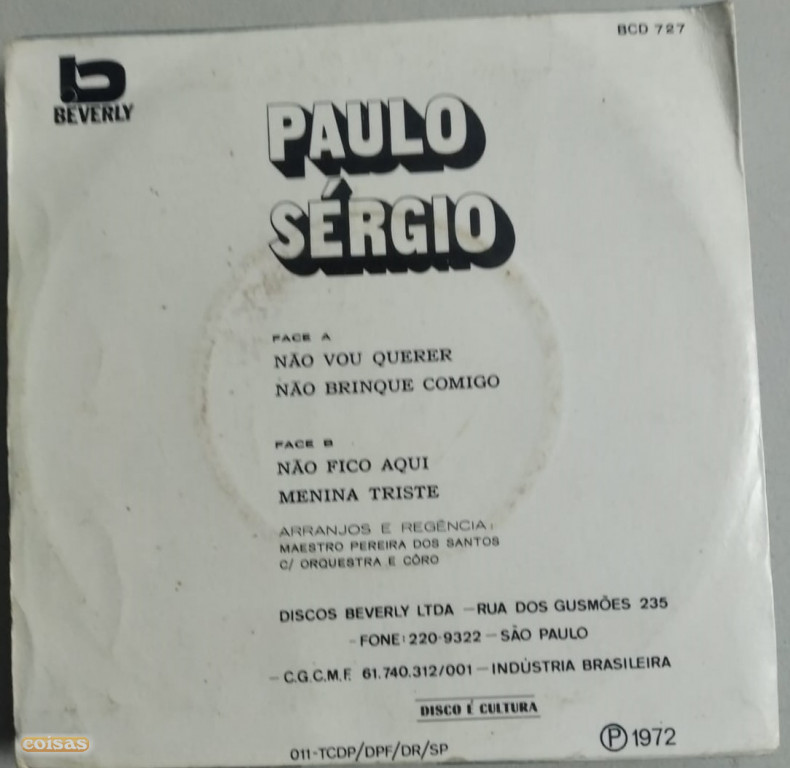 BCD 727
b
BEVERLY
PAULO
SÉRGIO
FACE A
NÃO VOU QUERER
NÃO BRINQUE COMIGO
FACE B
NÃO FICO AQUI
MENINA TRISTE
ARRANJOS E REGÊNCIA:
MAESTRO PEREIRA DOS SANTOS
C/ ORQUESTRA E CÔRO
DISCOS BEVERLY LTDA — RUA DOS GUSMÕES 235
- FONE: 220-9322 — SÃO PAULO
- C.G.C.M.F. 61.740.312/001 — INDÚSTRIA BRASILEIRA
DISCO É CULTURA
011-TCDP/DPF/DR/SP
Ⓟ 1972
coisas